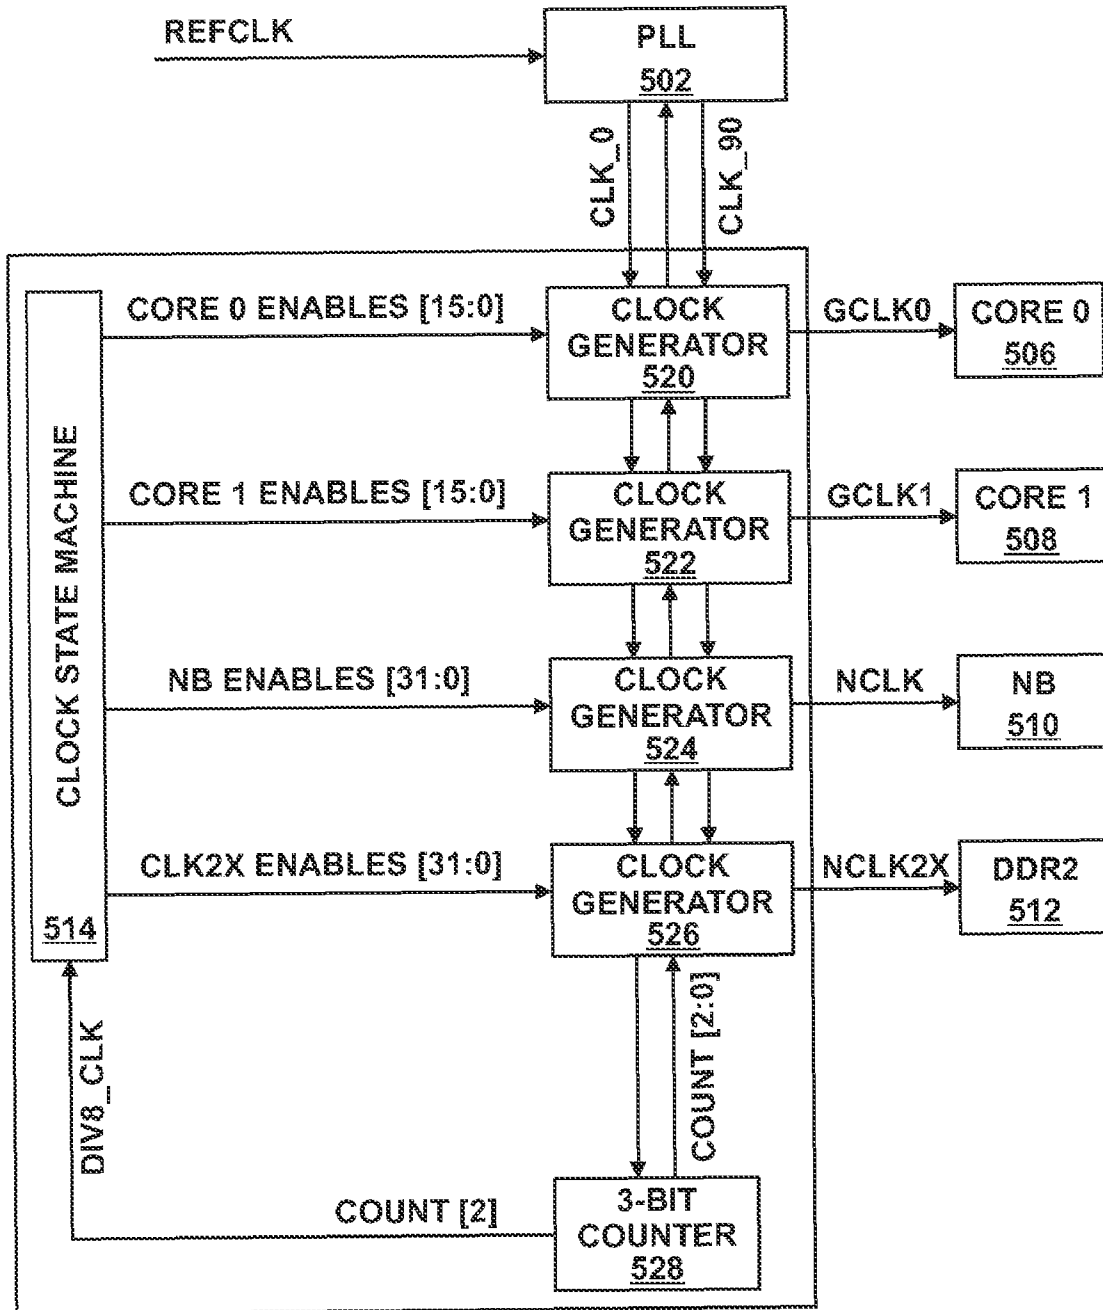 REFCLK
PLL
502
CLK_0
CLK_90
CORE 0 ENABLES [15:0]
CLOCK
GENERATOR
520
GCLK0
CORE 0
506
CORE 1 ENABLES [15:0]
CLOCK
GENERATOR
522
GCLK1
CORE 1
508
CLOCK STATE MACHINE
514
NB ENABLES [31:0]
CLOCK
GENERATOR
524
NCLK
NB
510
CLK2X ENABLES [31:0]
CLOCK
GENERATOR
526
NCLK2X
DDR2
512
DIV8_CLK
COUNT [2:0]
COUNT [2]
3-BIT
COUNTER
528